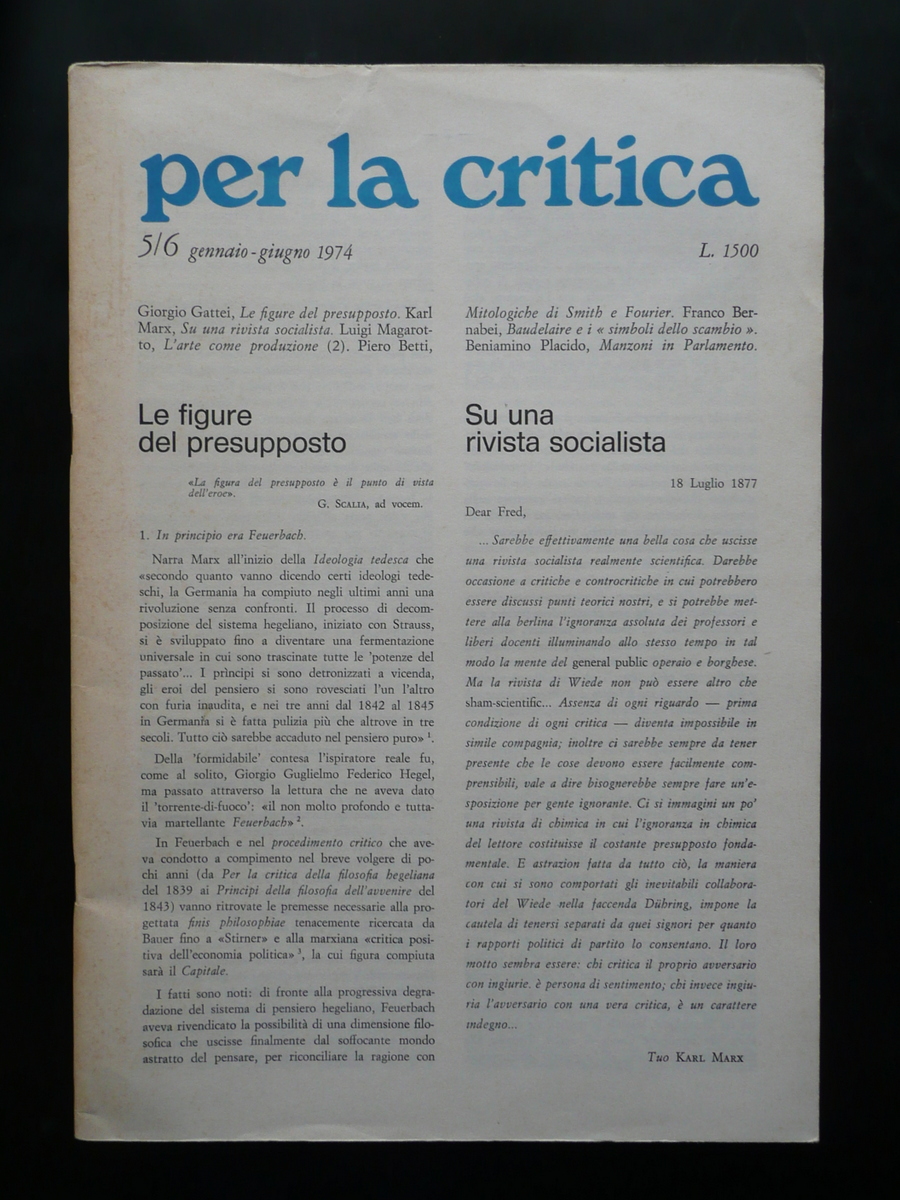 per la critica
5/6 gennaio-giugno 1974
L. 1500
Giorgio Gattei, Le figure del presupposto. Karl
Marx, Su una rivista socialista. Luigi Magarot-
to, L'arte come produzione (2). Piero Betti,
Mitologiche di Smith e Fourier. Franco Ber-
nabei, Baudelaire e i « simboli dello scambio ».
Beniamino Placido, Manzoni in Parlamento.
Le figure
del presupposto
«La figura del presupposto è il punto di vista
dell'eroe».
G. SCALIA, ad vocem.
1. In principio era Feuerbach.
Narra Marx all'inizio della Ideologia tedesca che
«secondo quanto vanno dicendo certi ideologi tede-
schi, la Germania ha compiuto negli ultimi anni una
rivoluzione senza confronti. Il processo di decom-
posizione del sistema hegeliano, iniziato con Strauss,
si è sviluppato fino a diventare una fermentazione
universale in cui sono trascinate tutte le 'potenze del
passato'... I princìpi si sono detronizzati a vicenda,
gli eroi del pensiero si sono rovesciati l'un l'altro
con furia inaudita, e nei tre anni dal 1842 al 1845
in Germania si è fatta pulizia più che altrove in tre
secoli. Tutto ciò sarebbe accaduto nel pensiero puro» ¹.
Della 'formidabile' contesa l'ispiratore reale fu,
come al solito, Giorgio Guglielmo Federico Hegel,
ma passato attraverso la lettura che ne aveva dato
il 'torrente-di-fuoco': «il non molto profondo e tutta-
via martellante Feuerbach» ².
In Feuerbach e nel procedimento critico che ave-
va condotto a compimento nel breve volgere di po-
chi anni (da Per la critica della filosofia hegeliana
del 1839 ai Principi della filosofia dell'avvenire del
1843) vanno ritrovate le premesse necessarie alla pro-
gettata finis philosophiae tenacemente ricercata da
Bauer fino a «Stirner» e alla marxiana «critica posi-
tiva dell'economia politica» ³, la cui figura compiuta
sarà il Capitale.
I fatti sono noti: di fronte alla progressiva degra-
dazione del sistema di pensiero hegeliano, Feuerbach
aveva rivendicato la possibilità di una dimensione filo-
sofica che uscisse finalmente dal soffocante mondo
astratto del pensare, per riconciliare la ragione con
Su una
rivista socialista
18 Luglio 1877
Dear Fred,
... Sarebbe effettivamente una bella cosa che uscisse
una rivista socialista realmente scientifica. Darebbe
occasione a critiche e controcritiche in cui potrebbero
essere discussi punti teorici nostri, e si potrebbe met-
tere alla berlina l'ignoranza assoluta dei professori e
liberi docenti illuminando allo stesso tempo in tal
modo la mente del general public operaio e borghese.
Ma la rivista di Wiede non può essere altro che
sham-scientific... Assenza di ogni riguardo — prima
condizione di ogni critica — diventa impossibile in
simile compagnia; inoltre ci sarebbe sempre da tener
presente che le cose devono essere facilmente com-
prensibili, vale a dire bisognerebbe sempre fare un'e-
sposizione per gente ignorante. Ci si immagini un po'
una rivista di chimica in cui l'ignoranza in chimica
del lettore costituisse il costante presupposto fonda-
mentale. E astrazion fatta da tutto ciò, la maniera
con cui si sono comportati gli inevitabili collabora-
tori del Wiede nella faccenda Dühring, impone la
cautela di tenersi separati da quei signori per quanto
i rapporti politici di partito lo consentano. Il loro
motto sembra essere: chi critica il proprio avversario
con ingiurie. è persona di sentimento; chi invece ingiu-
ria l'avversario con una vera critica, è un carattere
indegno...
Tuo KARL MARX